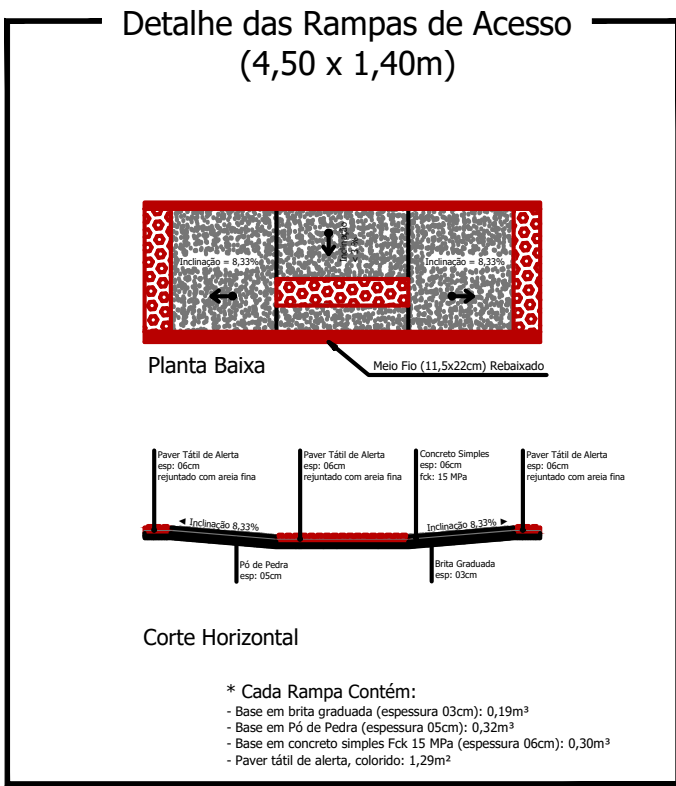 Detalhe das Rampas de Acesso
(4,50 x 1,40m)
Inclinação = 8,33%
Inclinação
Inclinação = 8,33%
Planta Baixa
Meio Fio (11,5x22cm) Rebaixado
Paver Tátil de Alerta
esp: 06cm
rejuntado com areia fina
Paver Tátil de Alerta
esp: 06cm
rejuntado com areia fina
Concreto Simples
esp: 06cm
fck: 15 MPa
Paver Tátil de Alerta
esp: 06cm
rejuntado com areia fina
◄ Inclinação 8,33%
Inclinação 8,33% ►
Pó de Pedra
esp: 05cm
Brita Graduada
esp: 03cm
Corte Horizontal
* Cada Rampa Contém:
- Base em brita graduada (espessura 03cm): 0,19m³
- Base em Pó de Pedra (espessura 05cm): 0,32m³
- Base em concreto simples Fck 15 MPa (espessura 06cm): 0,30m³
- Paver tátil de alerta, colorido: 1,29m²